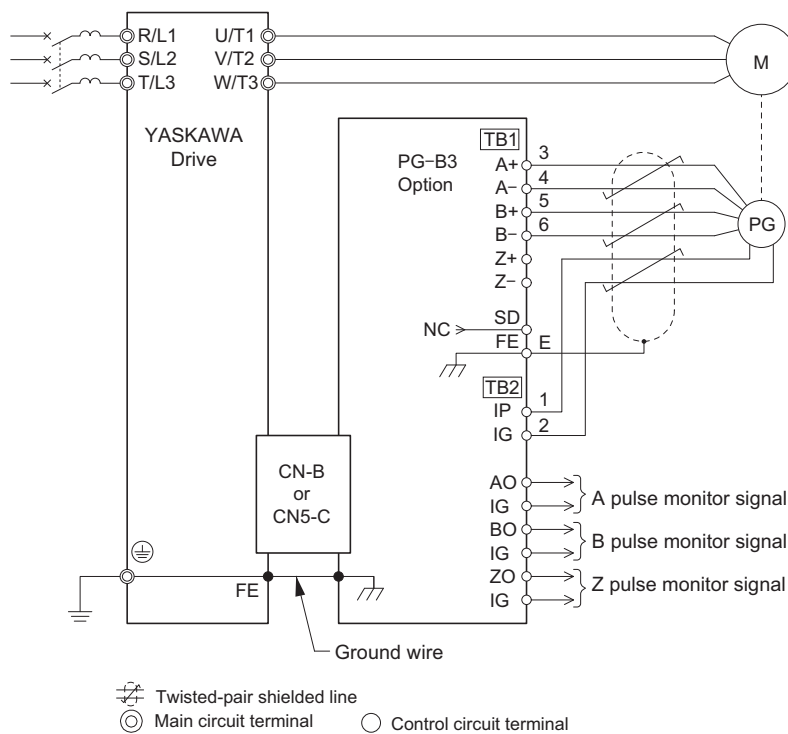 R/L1 U/T1
S/L2 V/T2
T/L3 W/T3
M
YASKAWA
Drive
PG−B3
Option
TB1
A+ 3
A− 4
B+ 5
B− 6
Z+
Z−
PG
NC SD
FE E
TB2
IP 1
IG 2
CN-B
or
CN5-C
AO
IG
A pulse monitor signal
BO
IG
B pulse monitor signal
ZO
IG
Z pulse monitor signal
FE
Ground wire
Twisted-pair shielded line
Main circuit terminal
Control circuit terminal